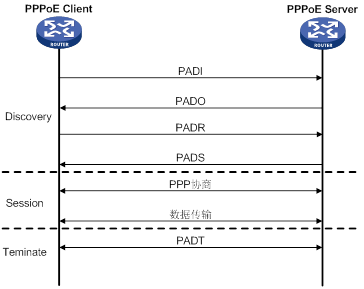 PPPoE Client
PPPoE Server
ROUTER
ROUTER
PADI
PADO
Discovery
PADR
PADS
PPP协商
Session
数据传输
PADT
Teminate